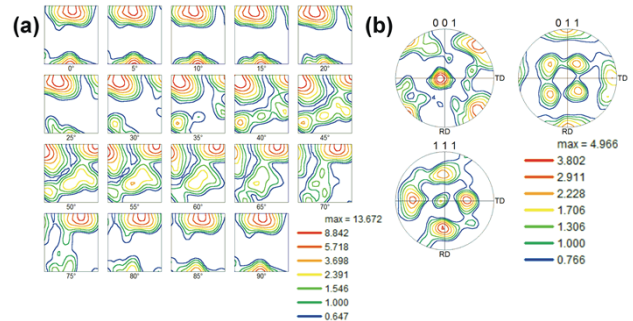 (a)
0° 5° 10° 15° 20°
25° 30° 35° 40° 45°
50° 55° 60° 65° 70°
75° 80° 85° 90°
max = 13.672
8.842
5.718
3.698
2.391
1.546
1.000
0.647
(b)
0 0 1
TD
RD
0 1 1
TD
RD
1 1 1
TD
RD
max = 4.966
3.802
2.911
2.228
1.706
1.306
1.000
0.766